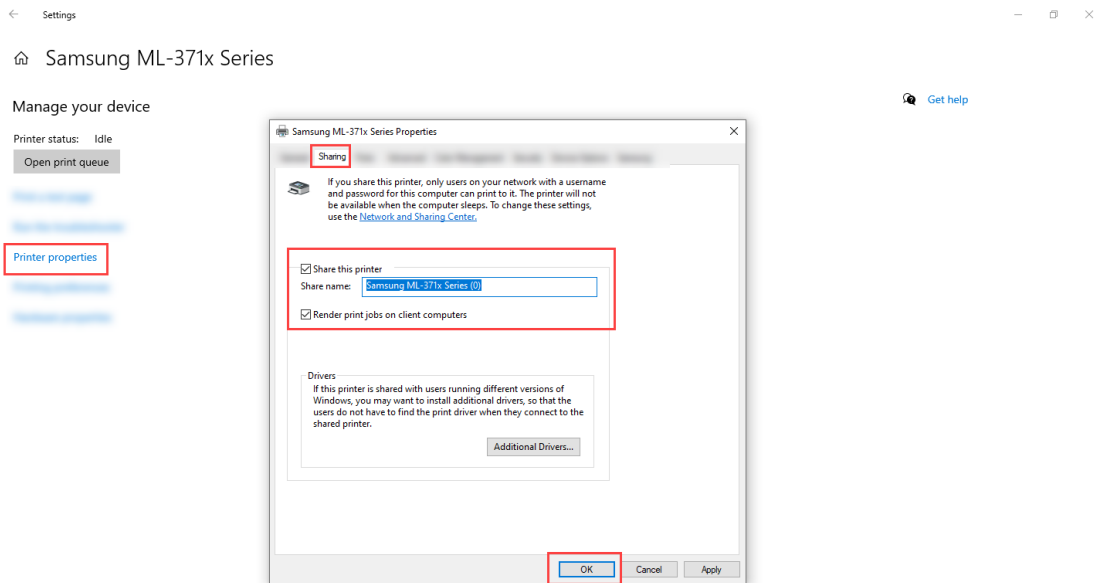 Settings
Samsung ML-371x Series
Manage your device
Get help
Printer status: Idle
Open print queue
Printer properties
Samsung ML-371x Series Properties
Sharing
If you share this printer, only users on your network with a username
and password for this computer can print to it. The printer will not
be available when the computer sleeps. To change these settings,
use the Network and Sharing Center.
Share this printer
Share name: Samsung ML-371x Series (0)
Render print jobs on client computers
Drivers
If this printer is shared with users running different versions of
Windows, you may want to install additional drivers, so that the
users do not have to find the print driver when they connect to the
shared printer.
Additional Drivers...
OK Cancel Apply